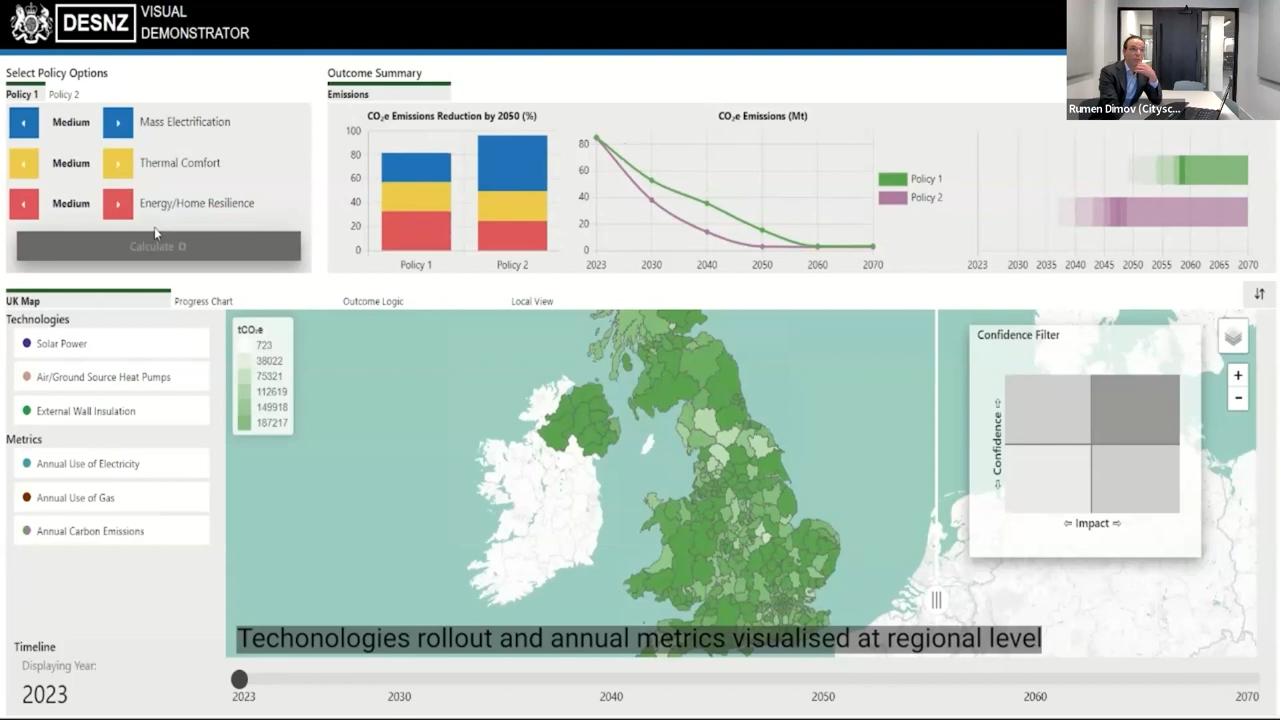 DESNZ
VISUAL
DEMONSTRATOR
Rumen Dimov (Citysc...
Select Policy Options
Policy 1
Policy 2
Medium
Mass Electrification
Medium
Thermal Comfort
Medium
Energy/Home Resilience
Calculate
Outcome Summary
Emissions
CO₂e Emissions Reduction by 2050 (%)
100
80
60
40
20
0
Policy 1
Policy 2
CO₂e Emissions (Mt)
80
60
40
20
0
2023
2030
2040
2050
2060
2070
Policy 1
Policy 2
2023
2030
2035
2040
2045
2050
2055
2060
2065
2070
UK Map
Progress Chart
Outcome Logic
Local View
Technologies
Solar Power
Air/Ground Source Heat Pumps
External Wall Insulation
Metrics
Annual Use of Electricity
Annual Use of Gas
Annual Carbon Emissions
tCO₂e
723
38022
75321
112619
149918
187217
Confidence Filter
⇦ Confidence ⇨
⇦ Impact ⇨
+
-
Techonologies rollout and annual metrics visualised at regional level
Timeline
Displaying Year:
2023
2023
2030
2040
2050
2060
2070